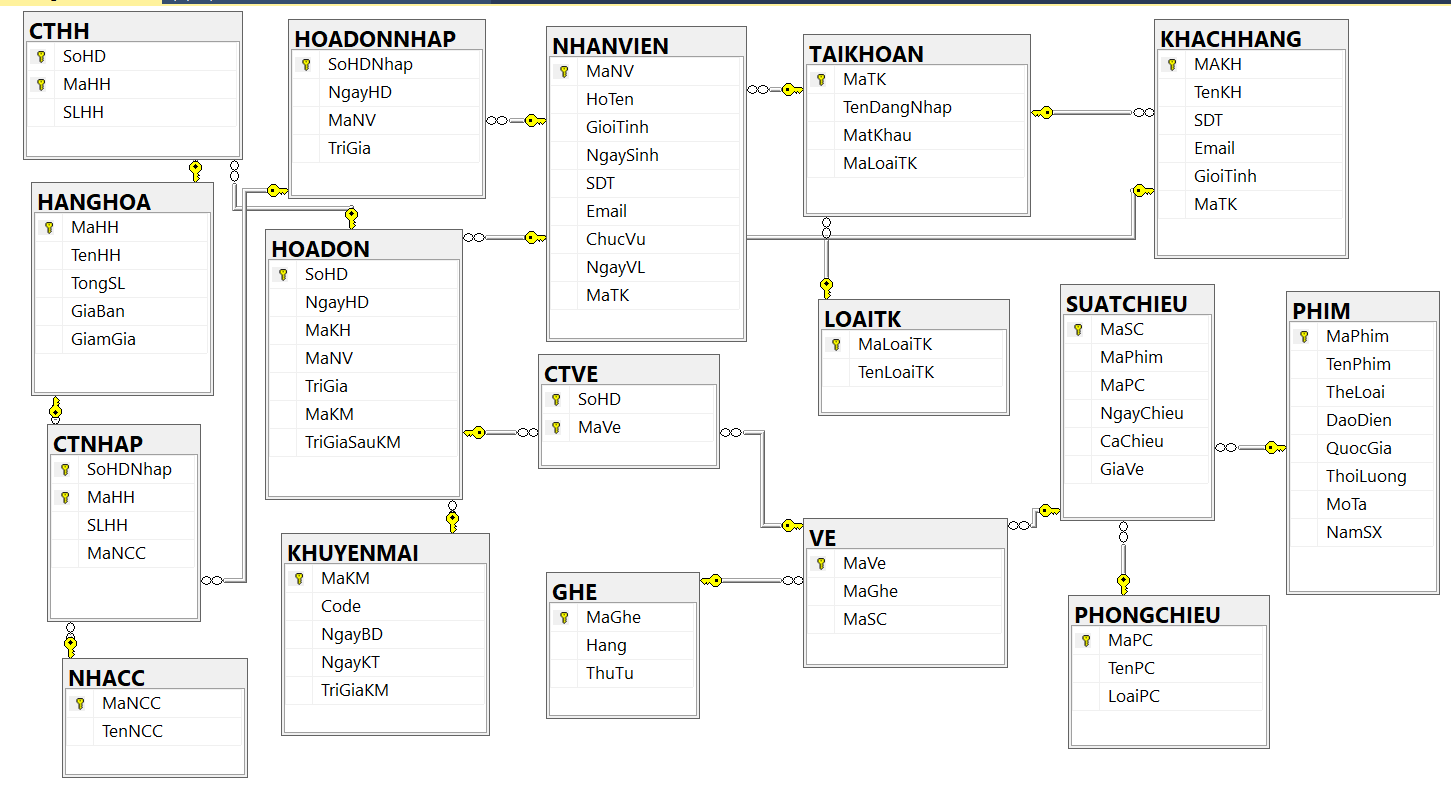 CTHH
SoHD
MaHH
SLHH
HOADONNHAP
SoHDNhap
NgayHD
MaNV
TriGia
NHANVIEN
MaNV
HoTen
GioiTinh
NgaySinh
SDT
Email
ChucVu
NgayVL
MaTK
TAIKHOAN
MaTK
TenDangNhap
MatKhau
MaLoaiTK
KHACHHANG
MAKH
TenKH
SDT
Email
GioiTinh
MaTK
HANGHOA
MaHH
TenHH
TongSL
GiaBan
GiamGia
HOADON
SoHD
NgayHD
MaKH
MaNV
TriGia
MaKM
TriGiaSauKM
LOAITK
MaLoaiTK
TenLoaiTK
SUATCHIEU
MaSC
MaPhim
MaPC
NgayChieu
CaChieu
GiaVe
PHIM
MaPhim
TenPhim
TheLoai
DaoDien
QuocGia
ThoiLuong
MoTa
NamSX
CTVE
SoHD
MaVe
CTNHAP
SoHDNhap
MaHH
SLHH
MaNCC
KHUYENMAI
MaKM
Code
NgayBD
NgayKT
TriGiaKM
GHE
MaGhe
Hang
ThuTu
VE
MaVe
MaGhe
MaSC
PHONGCHIEU
MaPC
TenPC
LoaiPC
NHACC
MaNCC
TenNCC